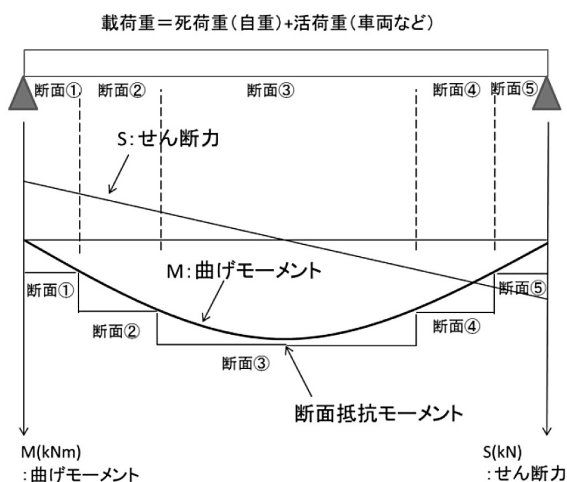 載荷重＝死荷重(自重)+活荷重(車両など)
断面① 断面② 断面③ 断面④ 断面⑤
S:せん断力
M:曲げモーメント
断面① 断面⑤
断面② 断面④
断面③
断面抵抗モーメント
M(kNm)
:曲げモーメント
S(kN)
:せん断力